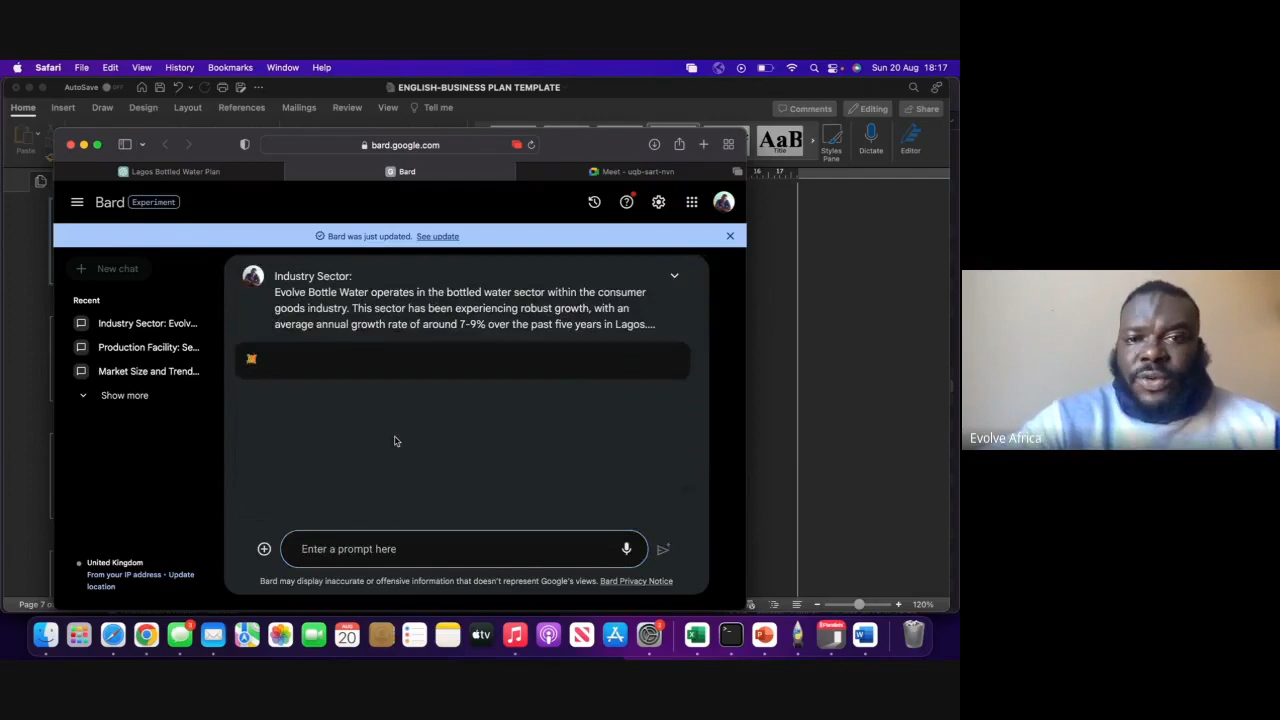 Safari File Edit View History Bookmarks Window Help Sun 20 Aug 18:17
AutoSave ENGLISH-BUSINESS PLAN TEMPLATE
Home Insert Draw Design Layout References Mailings Review View Tell me Comments Editing Share
Paste AaB Title Styles Pane Dictate Editor
bard.google.com
Lagos Bottled Water Plan Bard Meet - uqb-sart-nvn
16 17
Bard Experiment
Bard was just updated. See update
New chat
Recent
Industry Sector: Evolv...
Production Facility: Se...
Market Size and Trend...
Show more
Industry Sector:
Evolve Bottle Water operates in the bottled water sector within the consumer
goods industry. This sector has been experiencing robust growth, with an
average annual growth rate of around 7-9% over the past five years in Lagos....
Enter a prompt here
Bard may display inaccurate or offensive information that doesn't represent Google's views. Bard Privacy Notice
United Kingdom
From your IP address • Update
location
Page 7 o
120%
Evolve Africa